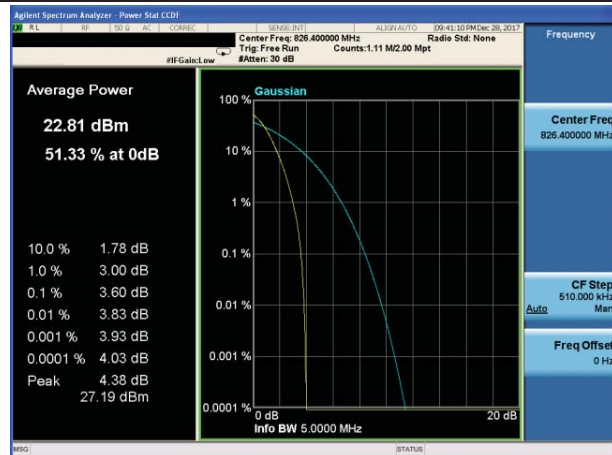 Agilent Spectrum Analyzer - Power Stat CCDF
RL RF 50 Ω AC CORREC SENSE:INT ALIGN AUTO 09:41:10 PM Dec 28, 2017
Center Freq: 826.400000 MHz Radio Std: None
Trig: Free Run Counts:1.11 M/2.00 Mpt
#IFGain:Low #Atten: 30 dB
Frequency
Average Power
22.81 dBm
51.33 % at 0dB
10.0 % 1.78 dB
1.0 % 3.00 dB
0.1 % 3.60 dB
0.01 % 3.83 dB
0.001 % 3.93 dB
0.0001 % 4.03 dB
Peak 4.38 dB
27.19 dBm
Gaussian
100 %
10 %
1 %
0.1 %
0.01 %
0.001 %
0.0001 %
0 dB 20 dB
Info BW 5.0000 MHz
Center Freq
826.400000 MHz
CF Step
510.000 kHz
Auto Man
Freq Offset
0 Hz
MSG STATUS